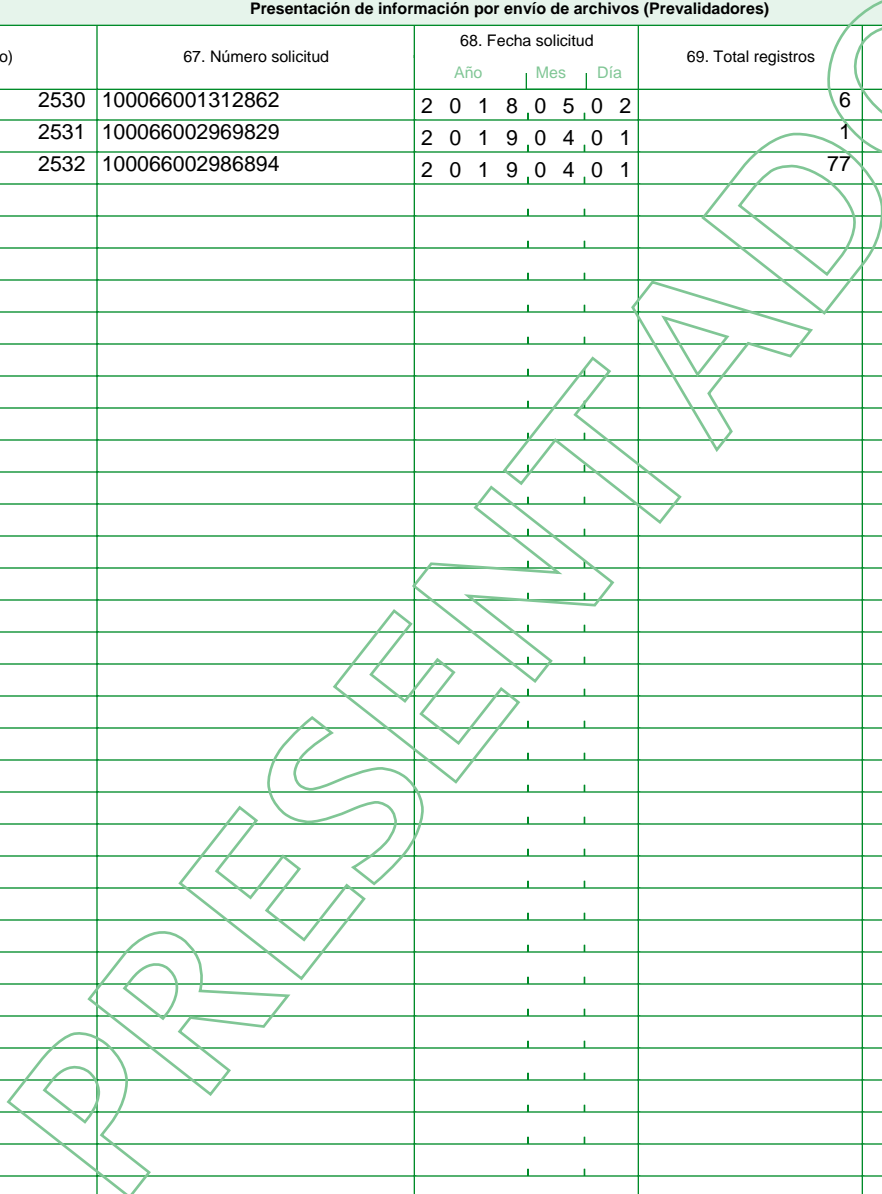 Presentación de información por envío de archivos (Prevalidadores)
o) 67. Número solicitud 68. Fecha solicitud 69. Total registros
Año Mes Día
2530 100066001312862 2 0 1 8 0 5 0 2 6
2531 100066002969829 2 0 1 9 0 4 0 1 1
2532 100066002986894 2 0 1 9 0 4 0 1 77
PRESENTADO